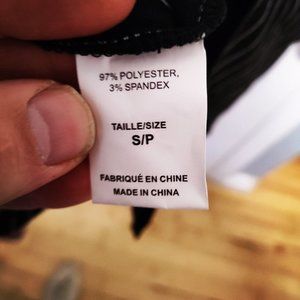 97% POLYESTER,
3% SPANDEX
TAILLE/SIZE
S/P
FABRIQUÉ EN CHINE
MADE IN CHINA